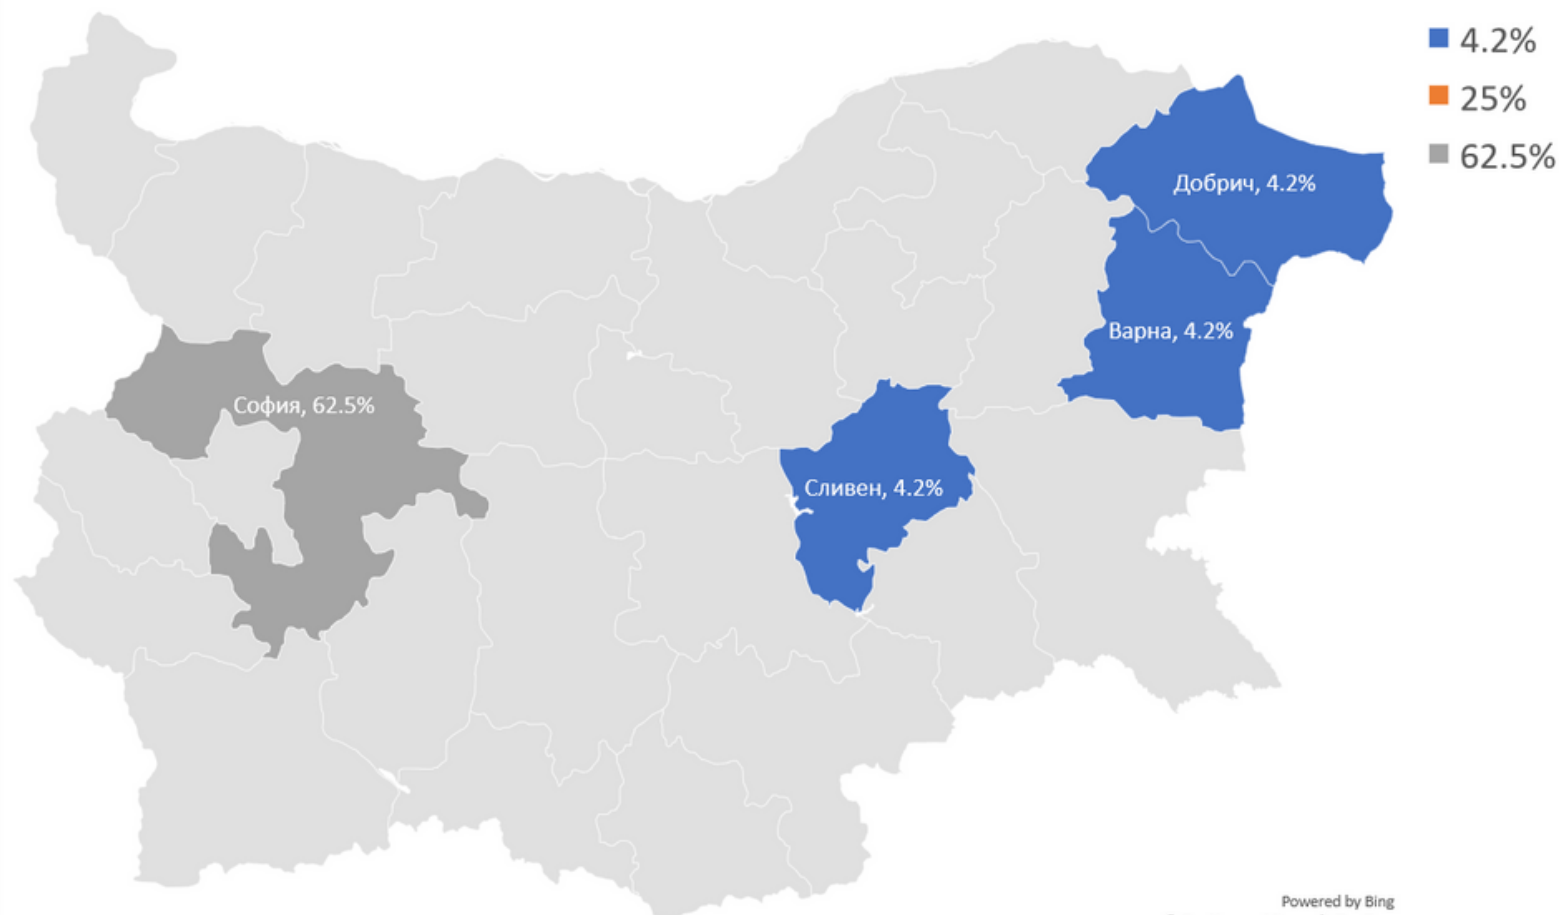 4.2%
25%
62.5%
Добрич, 4.2%
Варна, 4.2%
София, 62.5%
Сливен, 4.2%
Powered by Bing